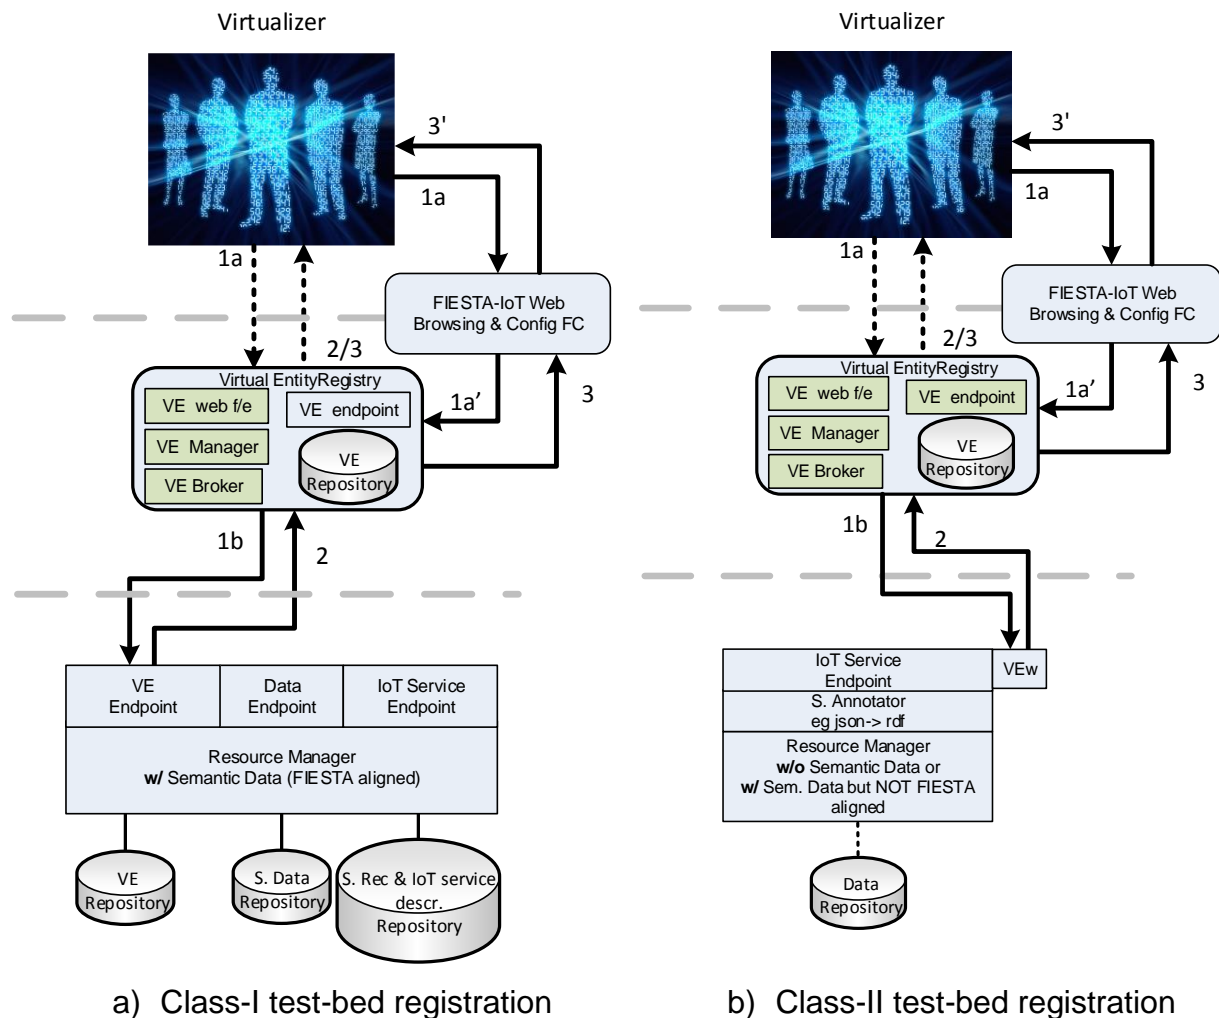 Virtualizer
3'
1a
1a
FIESTA-IoT Web
Browsing & Config FC
2/3
Virtual EntityRegistry
VE web f/e
VE endpoint
VE Manager
VE Broker
VE
Repository
1a’
3
1b
2
VE
Endpoint
Data
Endpoint
IoT Service
Endpoint
Resource Manager
w/ Semantic Data (FIESTA aligned)
VE
Repository
S. Data
Repository
S. Rec & IoT service
descr.
Repository
a) Class-I test-bed registration
Virtualizer
3'
1a
1a
FIESTA-IoT Web
Browsing & Config FC
2/3
Virtual EntityRegistry
VE web f/e
VE endpoint
VE Manager
VE Broker
VE
Repository
1a’
3
1b
2
IoT Service
Endpoint
VEw
S. Annotator
eg json-> rdf
Resource Manager
w/o Semantic Data or
w/ Sem. Data but NOT FIESTA
aligned
Data
Repository
b) Class-II test-bed registration